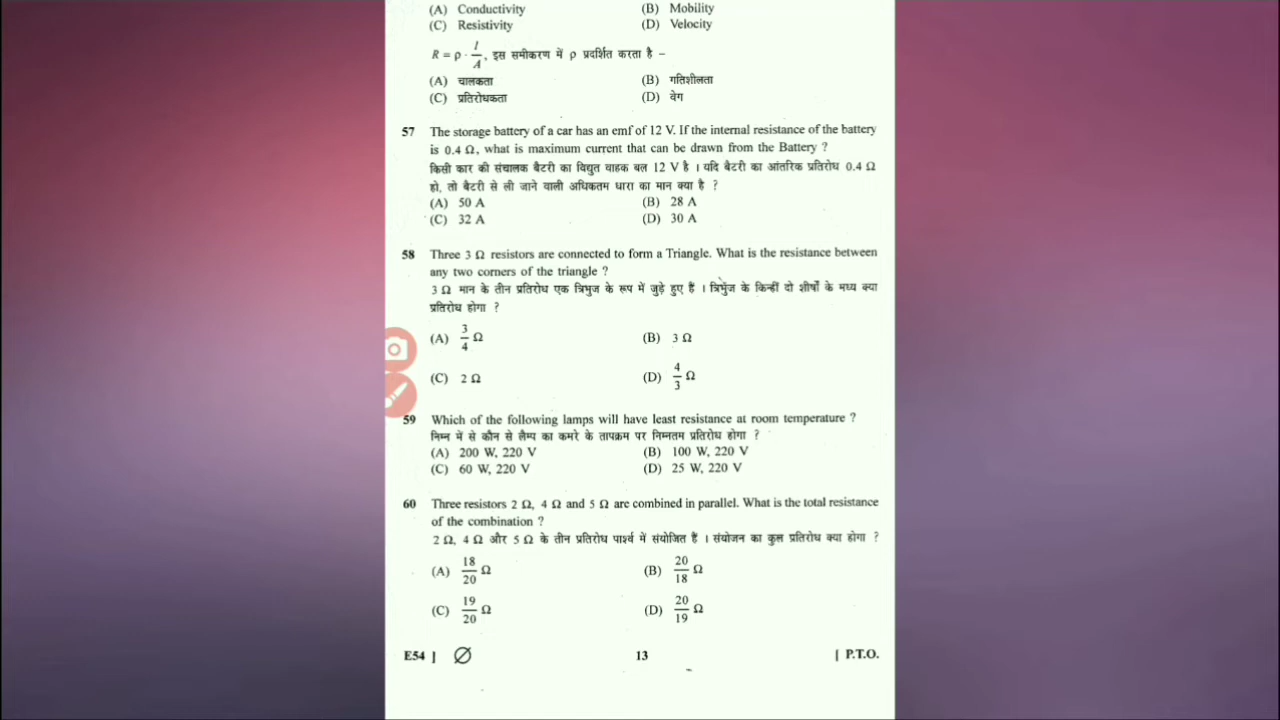 (A) Conductivity (B) Mobility
(C) Resistivity (D) Velocity
R = ρ · l/A, इस समीकरण में ρ प्रदर्शित करता है –
(A) चालकता (B) गतिशीलता
(C) प्रतिरोधकता (D) वेग
57 The storage battery of a car has an emf of 12 V. If the internal resistance of the battery
is 0.4 Ω, what is maximum current that can be drawn from the Battery ?
किसी कार की संचालक बैटरी का विद्युत वाहक बल 12 V है । यदि बैटरी का आंतरिक प्रतिरोध 0.4 Ω
हो, तो बैटरी से ली जाने वाली अधिकतम धारा का मान क्या है ?
(A) 50 A (B) 28 A
(C) 32 A (D) 30 A
58 Three 3 Ω resistors are connected to form a Triangle. What is the resistance between
any two corners of the triangle ?
3 Ω मान के तीन प्रतिरोध एक त्रिभुज के रूप में जुड़े हुए हैं । त्रिभुज के किन्हीं दो शीर्षों के मध्य क्या
प्रतिरोध होगा ?
(A) 3/4 Ω (B) 3 Ω
(C) 2 Ω (D) 4/3 Ω
59 Which of the following lamps will have least resistance at room temperature ?
निम्न में से कौन से लैम्प का कमरे के तापक्रम पर निम्नतम प्रतिरोध होगा ?
(A) 200 W, 220 V (B) 100 W, 220 V
(C) 60 W, 220 V (D) 25 W, 220 V
60 Three resistors 2 Ω, 4 Ω and 5 Ω are combined in parallel. What is the total resistance
of the combination ?
2 Ω, 4 Ω और 5 Ω के तीन प्रतिरोध पार्श्व में संयोजित हैं । संयोजन का कुल प्रतिरोध क्या होगा ?
(A) 18/20 Ω (B) 20/18 Ω
(C) 19/20 Ω (D) 20/19 Ω
E54 ] Ø 13 [ P.T.O.